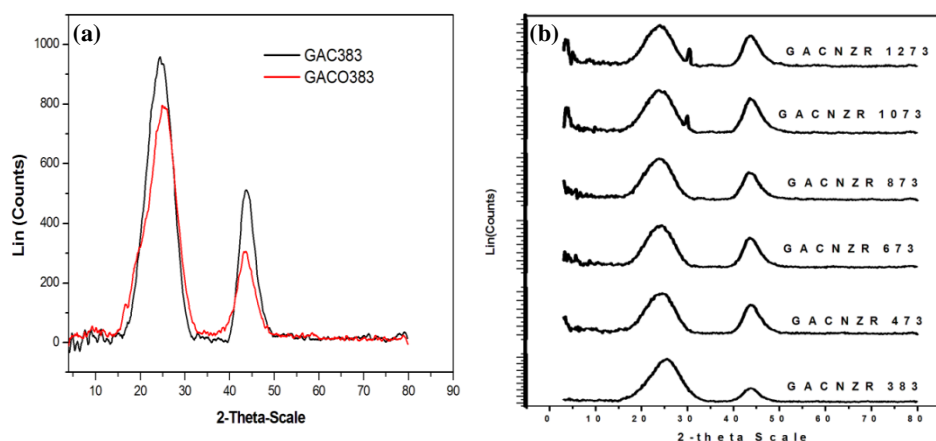 (a)
1000
800
600
400
200
0
Lin (Counts)
GAC383
GACO383
10 20 30 40 50 60 70 80 90
2-Theta-Scale
(b)
Lin(Counts)
GACNZR 1273
GACNZR 1073
GACNZR 873
GACNZR 673
GACNZR 473
GACNZR 383
0 10 20 30 40 50 60 70 80
2-theta Scale